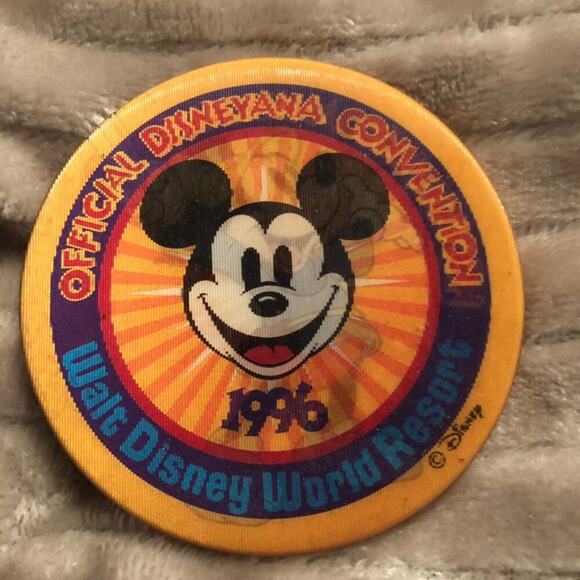 OFFICIAL DISNEYANA CONVENTION
1996
Walt Disney World Resort
© Disney